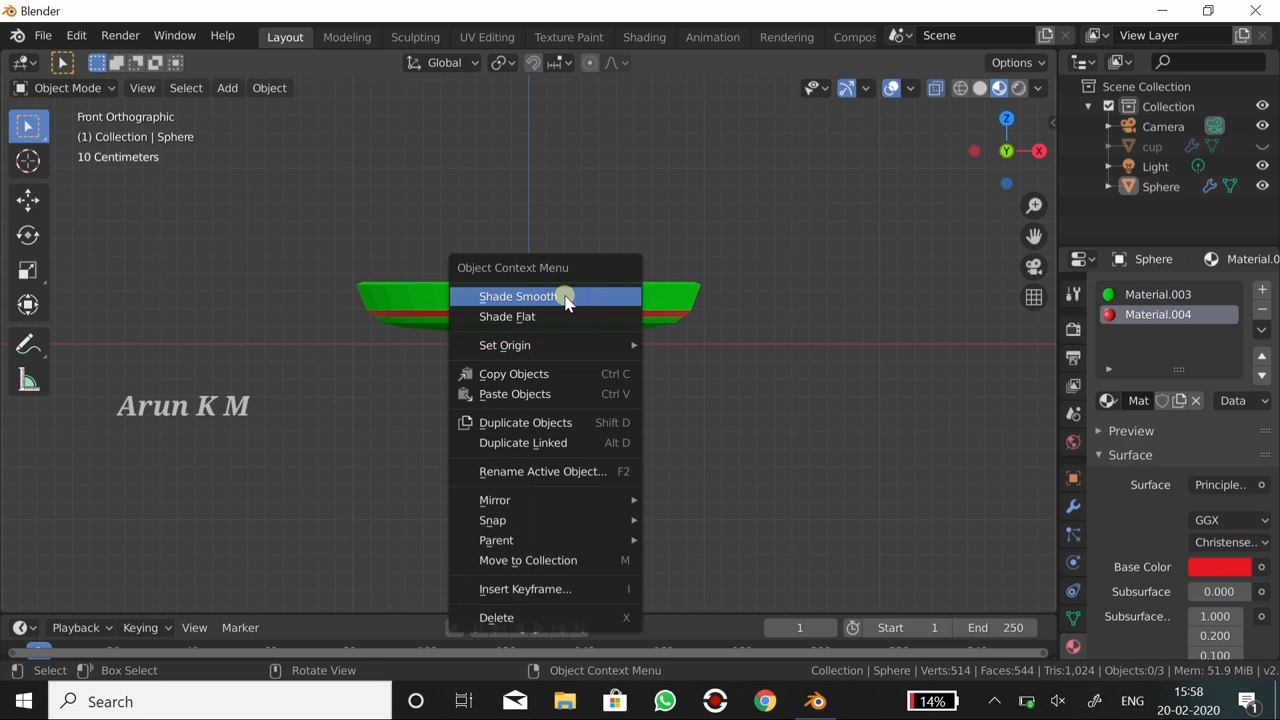 Blender
File Edit Render Window Help Layout Modeling Sculpting UV Editing Texture Paint Shading Animation Rendering Compos Scene View Layer
Global Options
Object Mode View Select Add Object
Front Orthographic
(1) Collection | Sphere
10 Centimeters
Z
Y
X
Scene Collection
Collection
Camera
cup
Light
Sphere
Object Context Menu
Shade Smooth
Shade Flat
Set Origin
Copy Objects Ctrl C
Paste Objects Ctrl V
Duplicate Objects Shift D
Duplicate Linked Alt D
Rename Active Object... F2
Mirror
Snap
Parent
Move to Collection M
Insert Keyframe... I
Delete X
Arun K M
Sphere Material.0
Material.003
Material.004
Mat Data
Preview
Surface
Surface Principle..
GGX
Christense..
Base Color
Subsurface 0.000
Subsurface.. 1.000
0.200
0.100
Playback Keying View Marker 1 Start 1 End 250
Select Box Select Rotate View Object Context Menu Collection | Sphere | Verts:514 | Faces:544 | Tris:1,024 | Objects:0/3 | Mem: 51.9 MiB | v2.
Search 14% ENG 15:58
20-02-2020